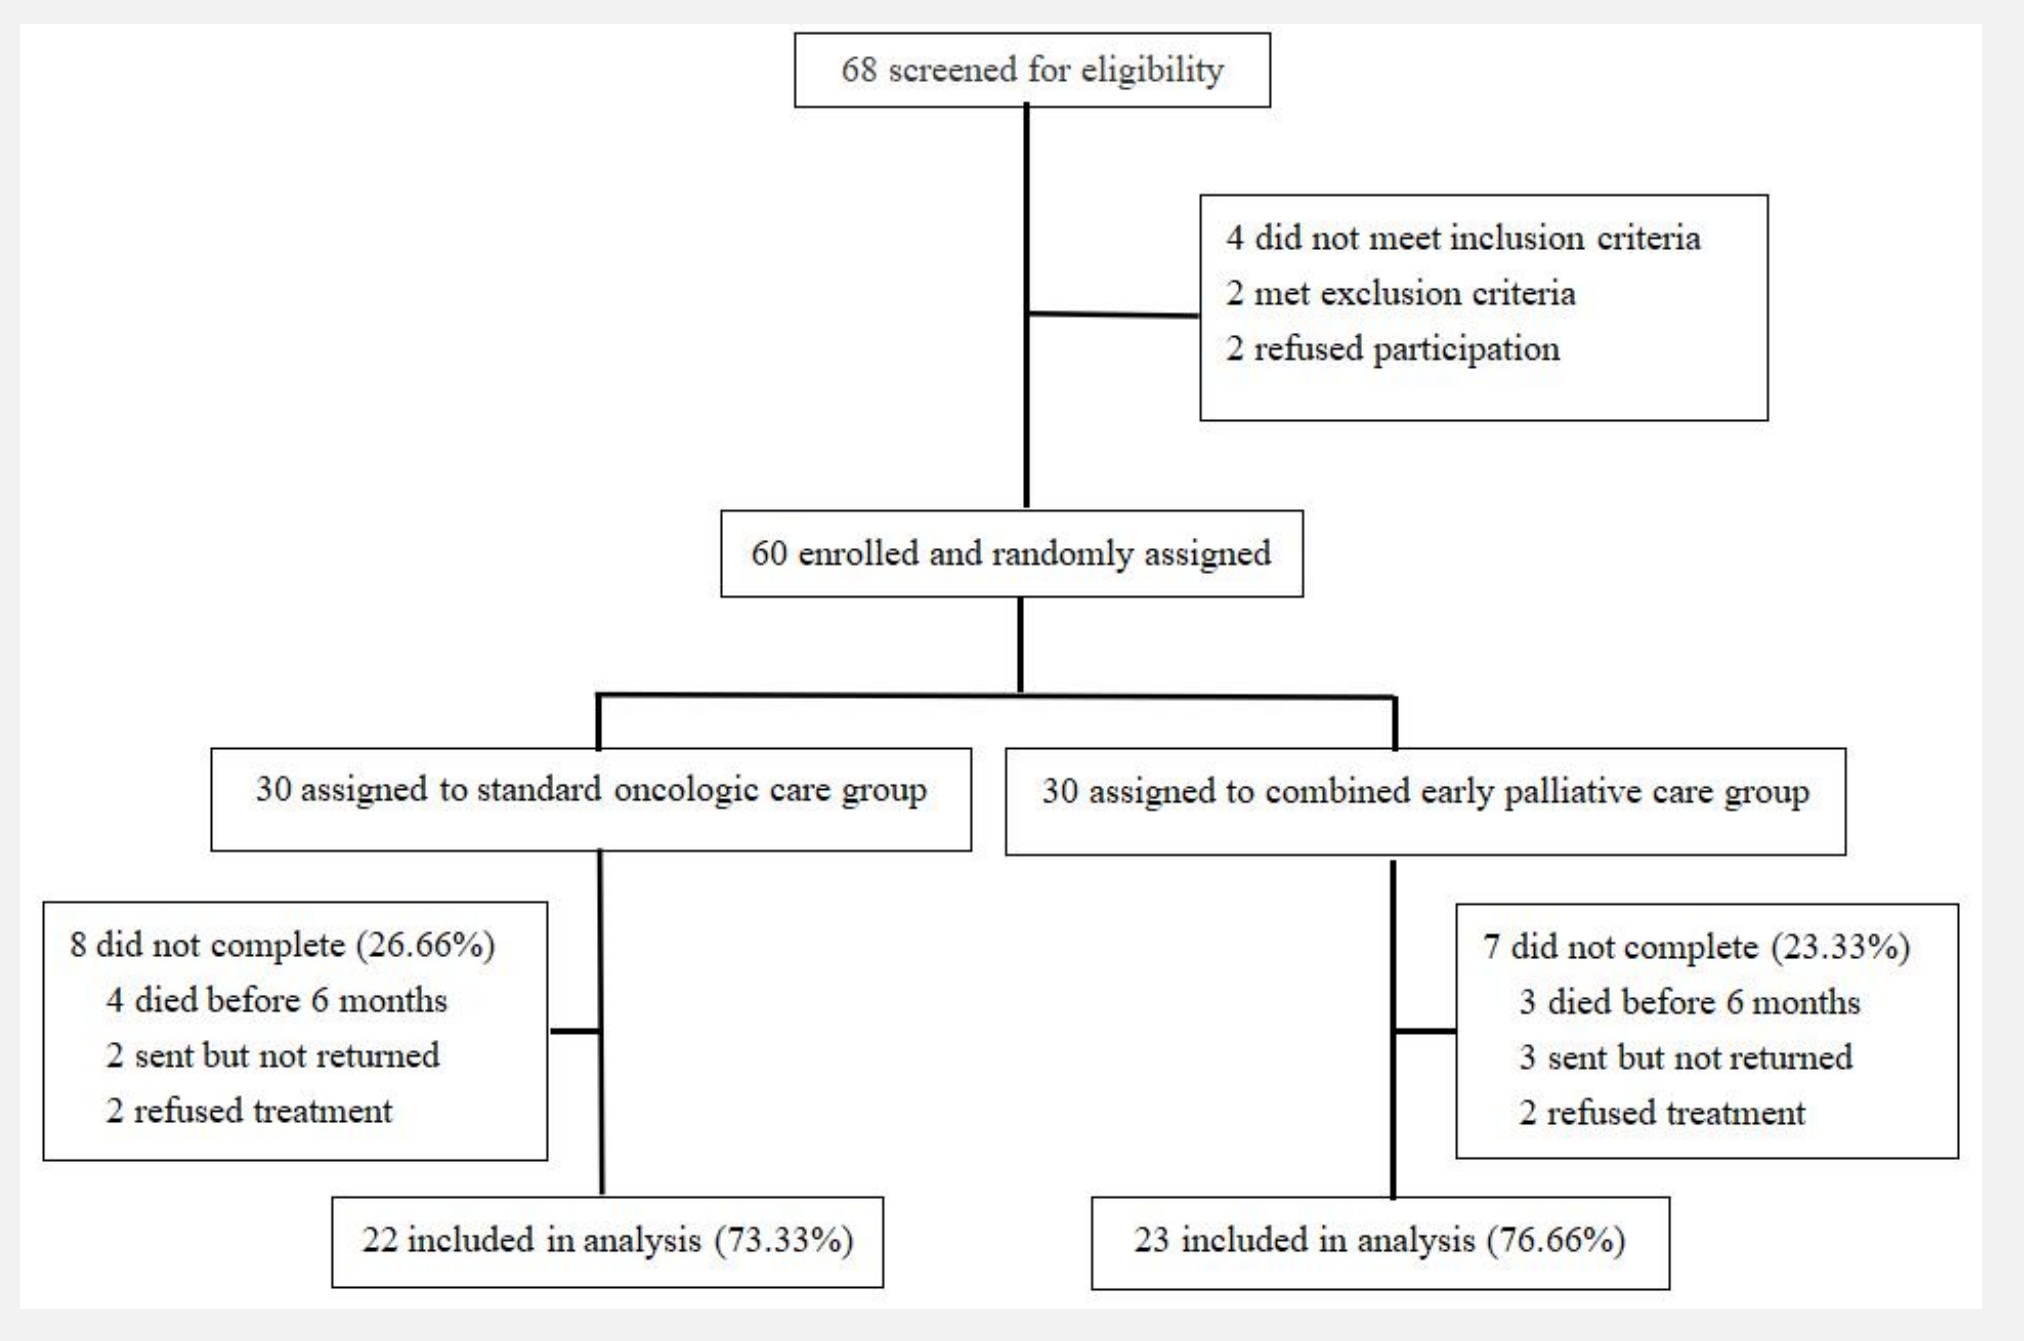 68 screened for eligibility
4 did not meet inclusion criteria
2 met exclusion criteria
2 refused participation
60 enrolled and randomly assigned
30 assigned to standard oncologic care group
30 assigned to combined early palliative care group
8 did not complete (26.66%)
4 died before 6 months
2 sent but not returned
2 refused treatment
7 did not complete (23.33%)
3 died before 6 months
3 sent but not returned
2 refused treatment
22 included in analysis (73.33%)
23 included in analysis (76.66%)